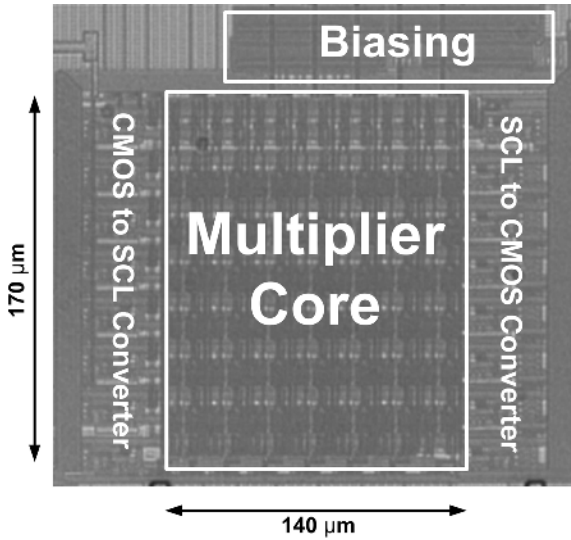 Biasing
CMOS to SCL Converter
Multiplier
Core
SCL to CMOS Converter
170 µm
140 µm